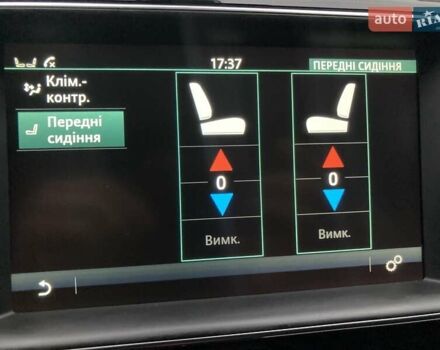 auto RIA
17:37
ПЕРЕДНІ СИДІННЯ
Клім.-
контр.
Передні
сидіння
0
0
Вимк.
Вимк.